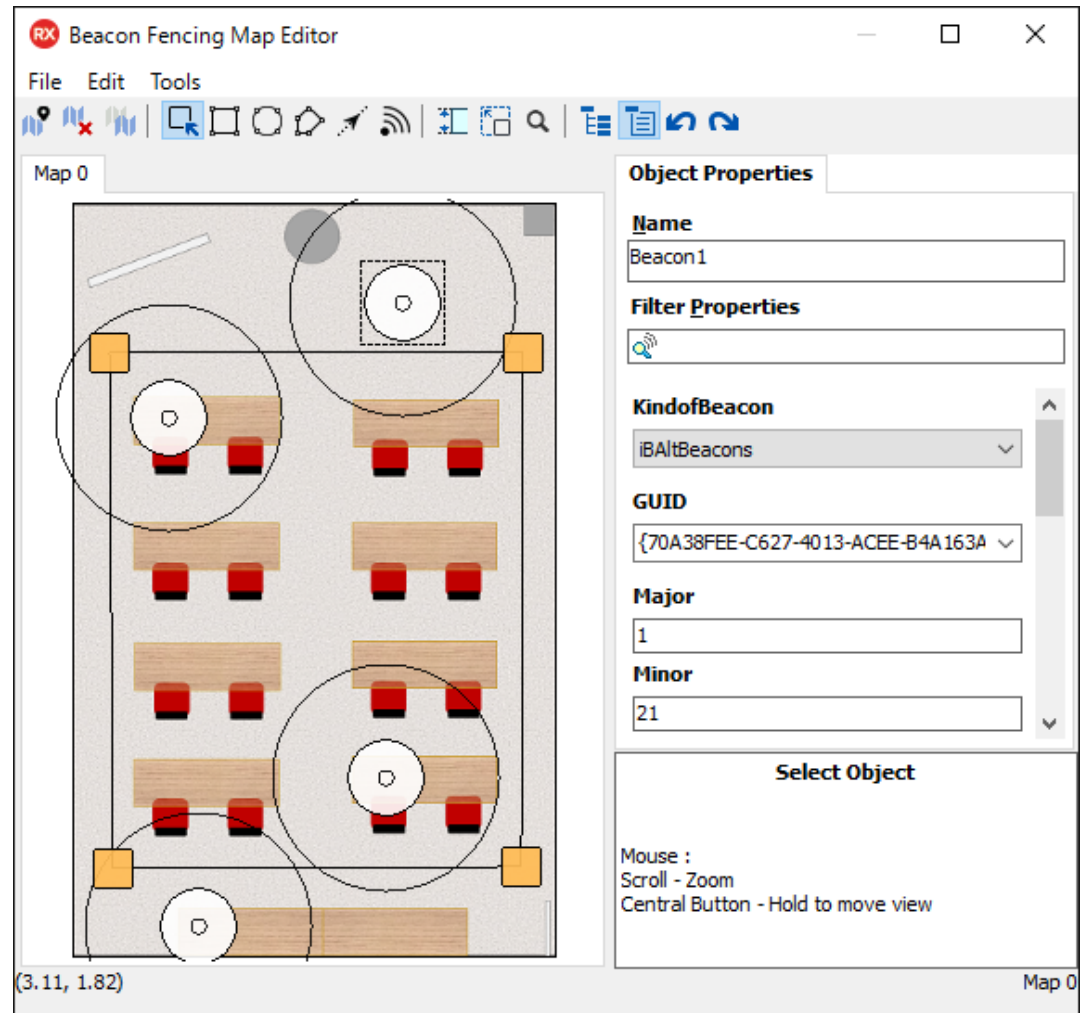 RX Beacon Fencing Map Editor
File Edit Tools
Map 0
Object Properties
Name
Beacon1
Filter Properties
KindofBeacon
iBAltBeacons
GUID
{70A38FEE-C627-4013-ACEE-B4A163A
Major
1
Minor
21
Select Object
Mouse :
Scroll - Zoom
Central Button - Hold to move view
(3.11, 1.82) Map 0